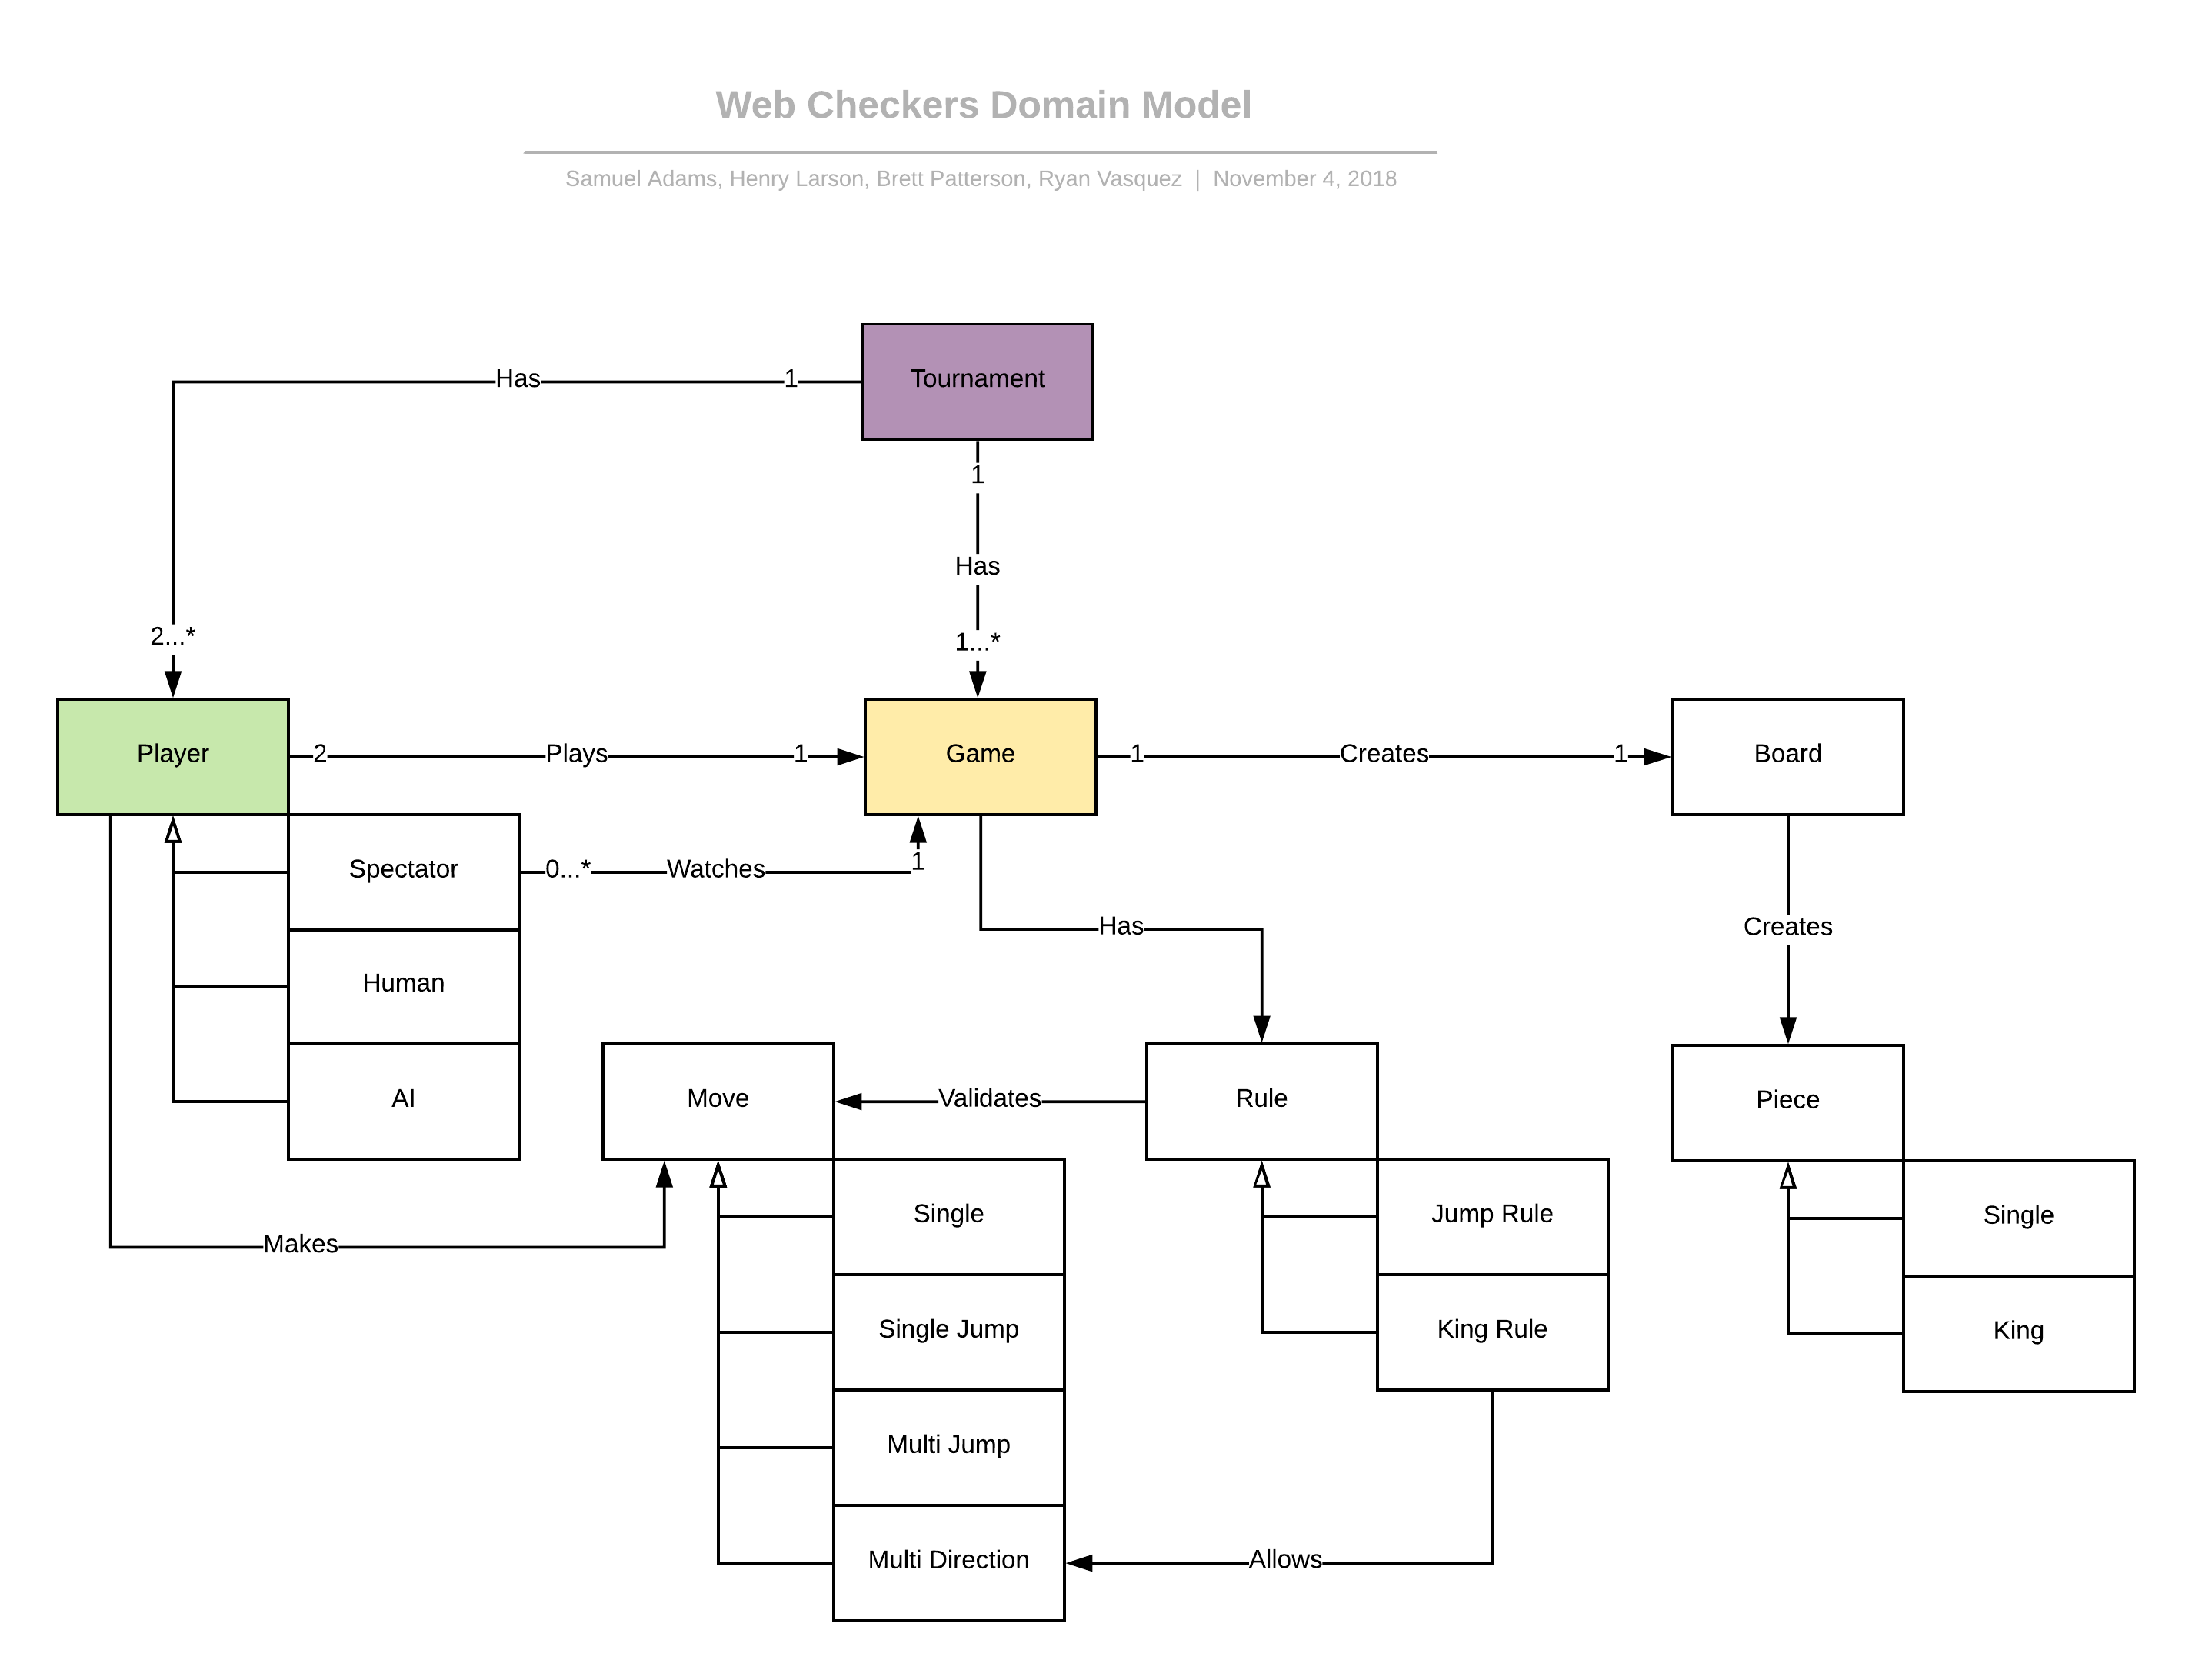 Web Checkers Domain Model
Samuel Adams, Henry Larson, Brett Patterson, Ryan Vasquez | November 4, 2018
Has
1
Tournament
1
Has
2...*
1...*
Player
2
Plays
1
Game
1
Creates
1
Board
Spectator
0...*
Watches
1
Has
Creates
Human
AI
Move
Validates
Rule
Piece
Makes
Single
Jump Rule
Single
Single Jump
King Rule
King
Multi Jump
Multi Direction
Allows